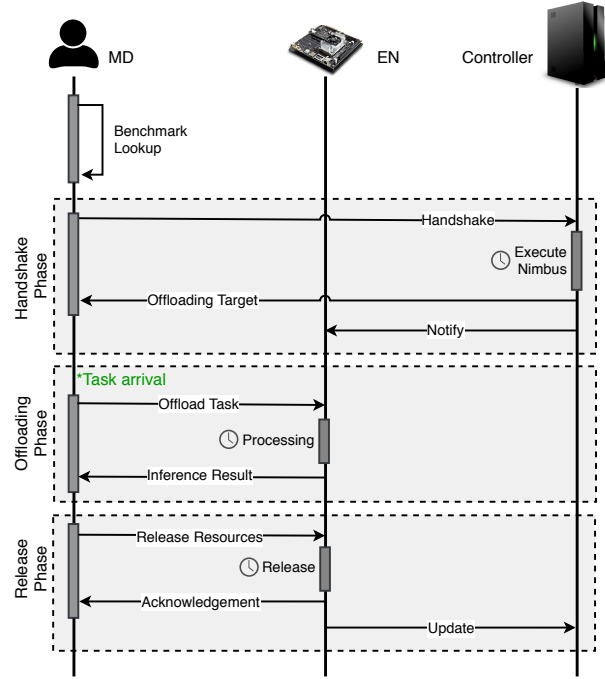 MD
EN
Controller
Benchmark
Lookup
Handshake
Phase
Handshake
Execute
Nimbus
Offloading Target
Notify
Offloading
Phase
*Task arrival
Offload Task
Processing
Inference Result
Release
Phase
Release Resources
Release
Acknowledgement
Update